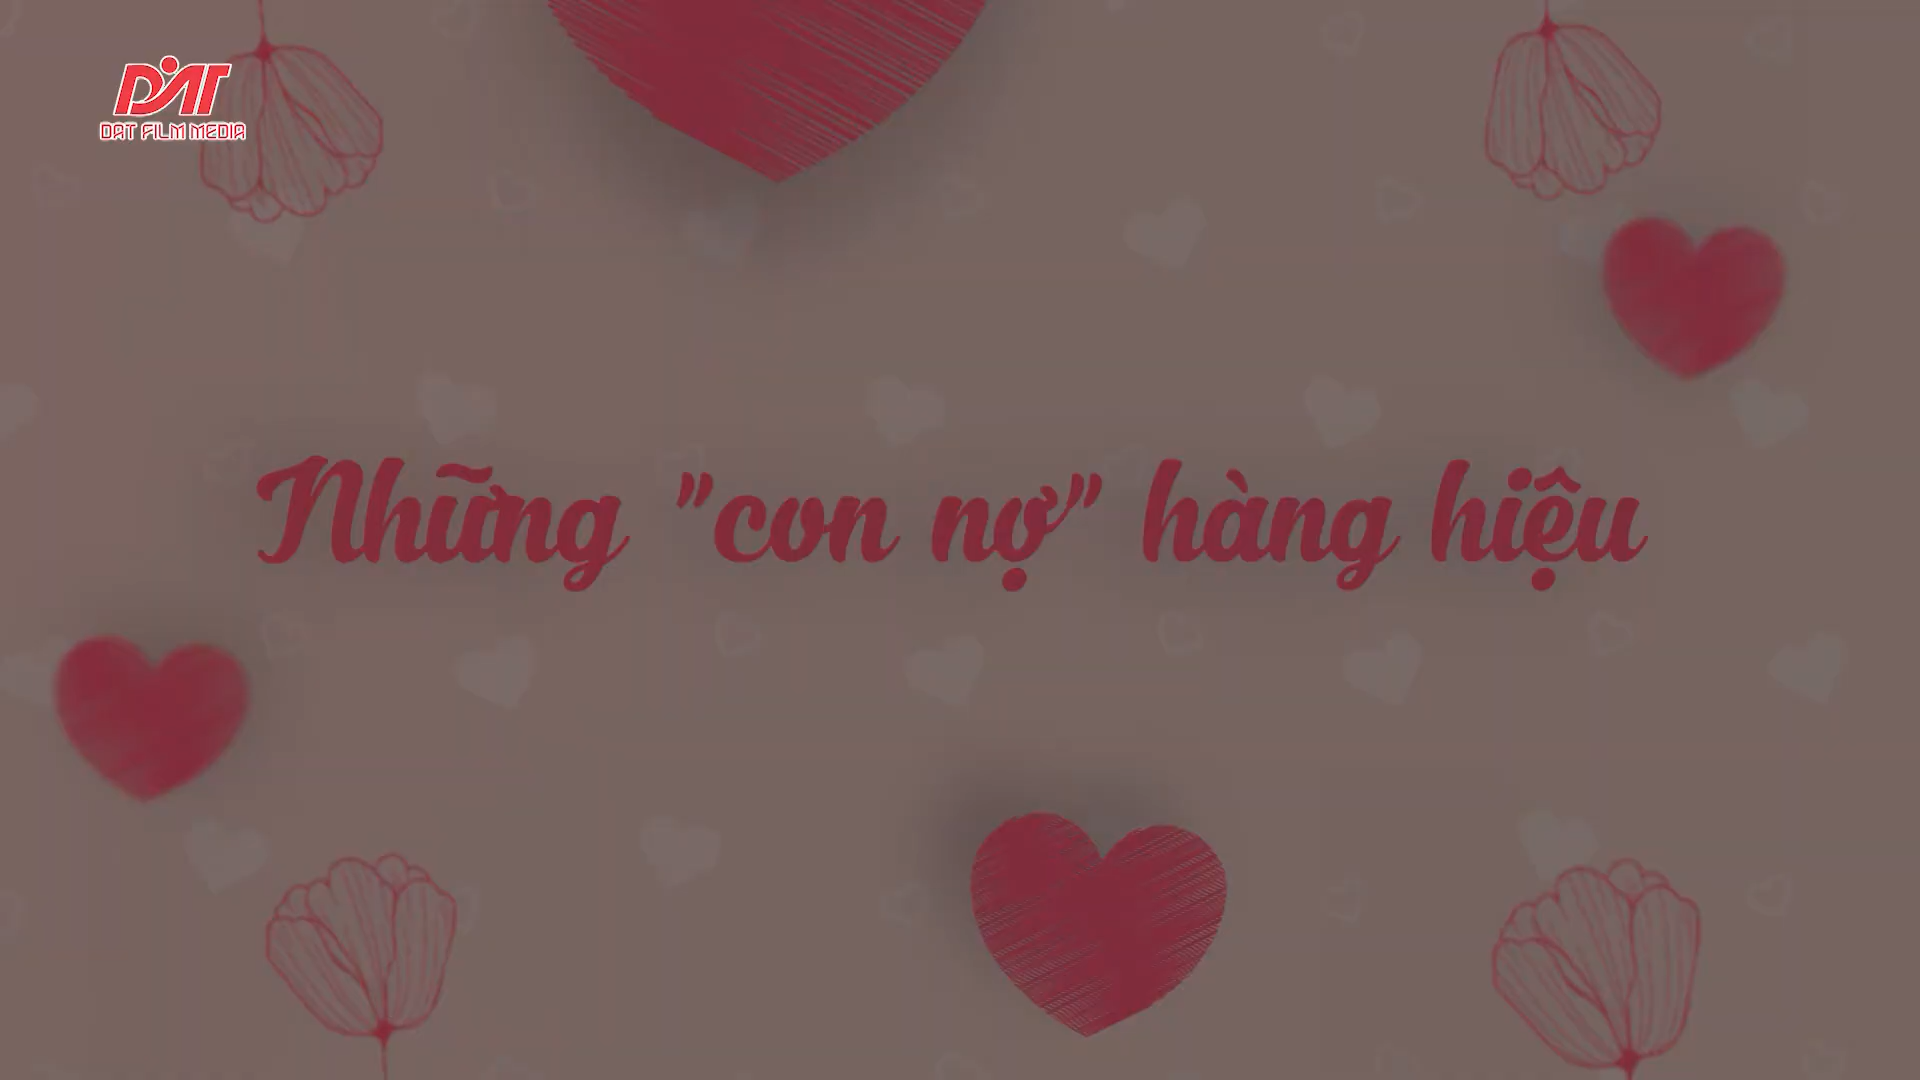 DAT
DAT FILM MEDIA
Những "con nợ" hàng hiệu